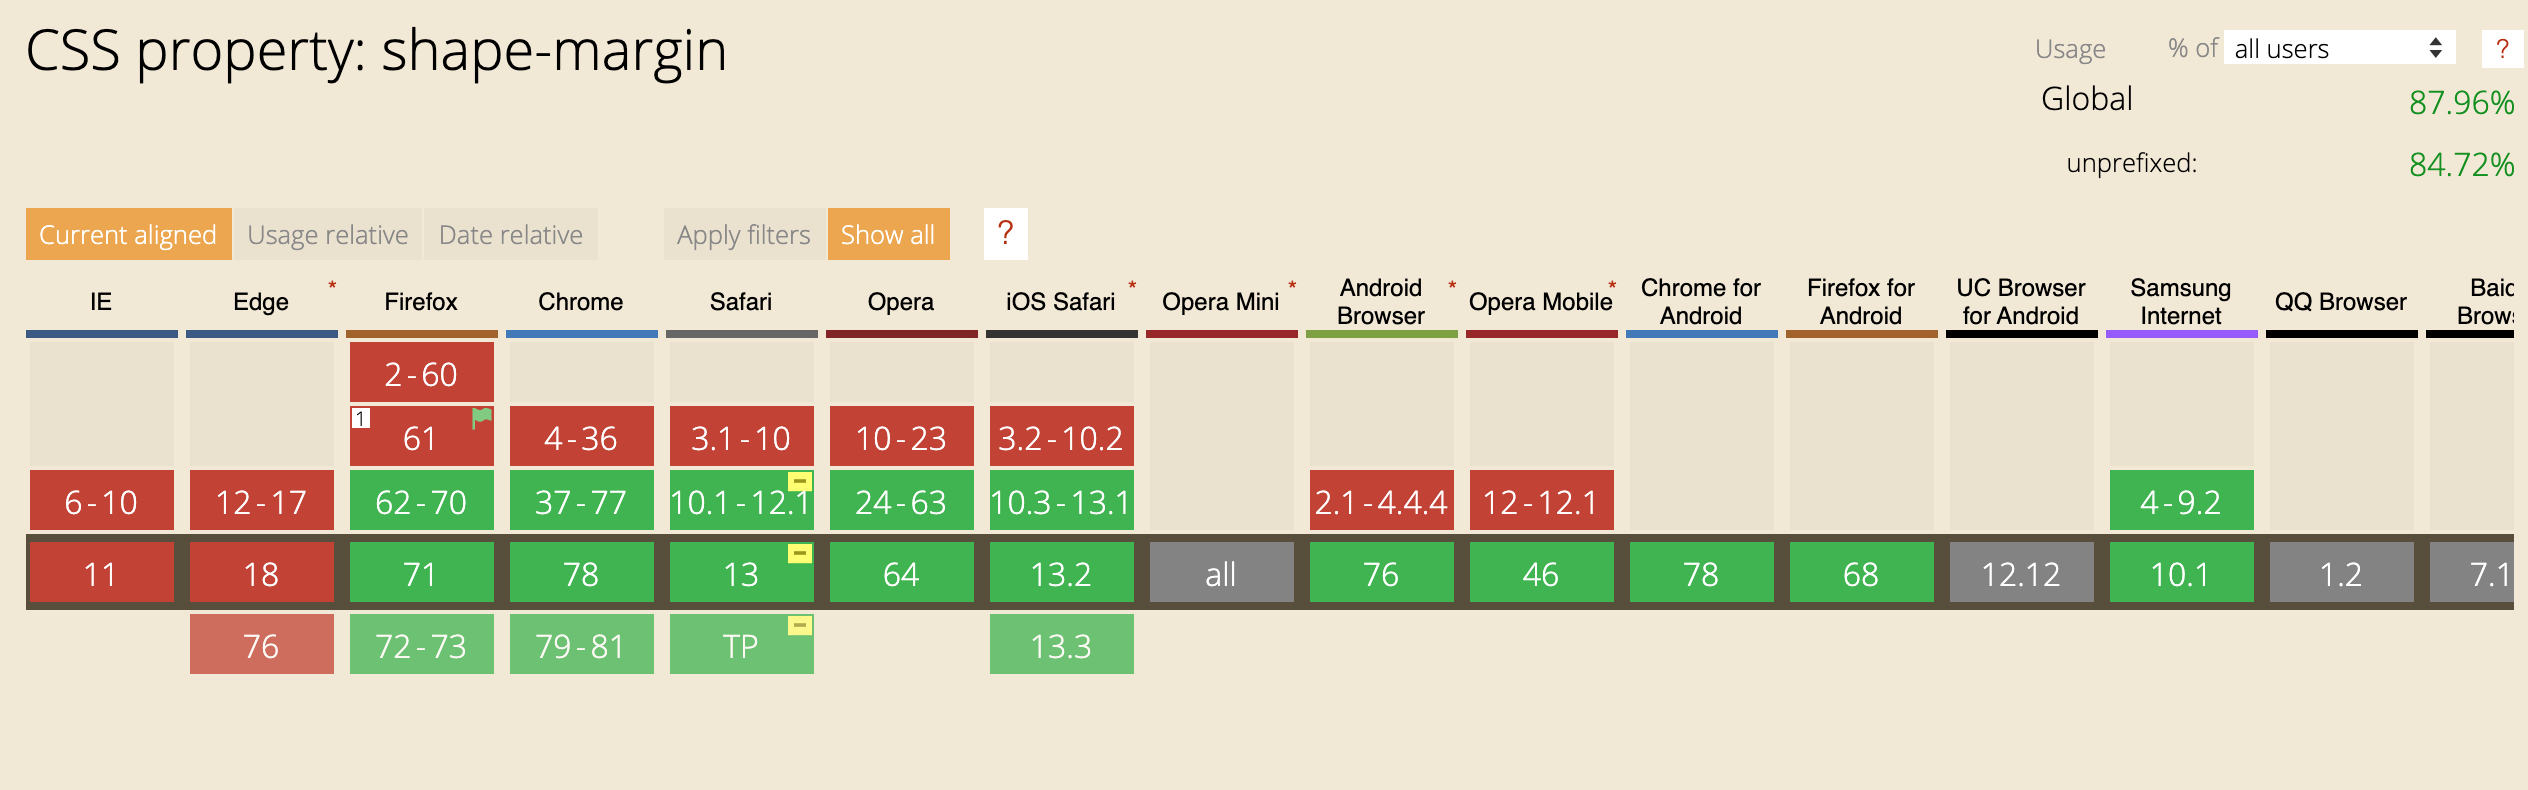 CSS property: shape-margin
Usage % of all users ?
Global 87.96%
unprefixed: 84.72%
Current aligned Usage relative Date relative Apply filters Show all ?
IE Edge * Firefox Chrome Safari Opera iOS Safari * Opera Mini * Android Browser * Opera Mobile * Chrome for Android Firefox for Android UC Browser for Android Samsung Internet QQ Browser
2-60
1 61 4-36 3.1-10 10-23 3.2-10.2
6-10 12-17 62-70 37-77 10.1-12.1 24-63 10.3-13.1 2.1-4.4.4 12-12.1 4-9.2
11 18 71 78 13 64 13.2 all 76 46 78 68 12.12 10.1 1.2 7.1
76 72-73 79-81 TP 13.3